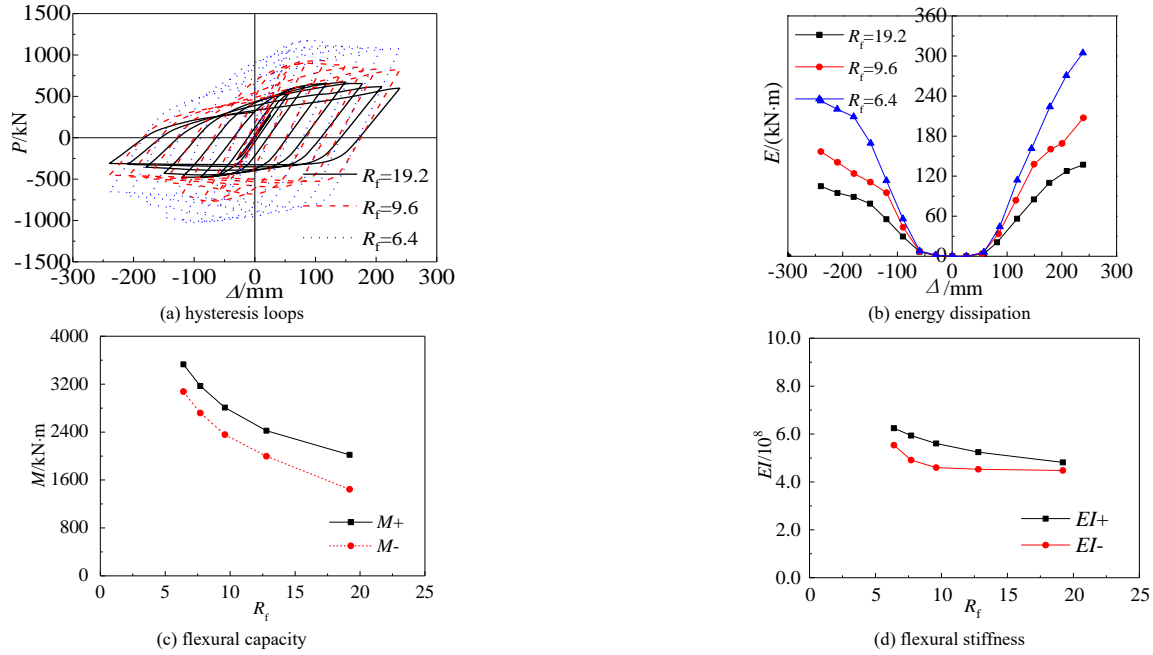 1500
1000
500
0
-500
-1000
-1500
P/kN
Rf=19.2
Rf=9.6
Rf=6.4
-300 -200 -100 0 100 200 300
Δ/mm
(a) hysteresis loops
360
300
240
180
120
60
0
E/(kN·m)
Rf=19.2
Rf=9.6
Rf=6.4
-300 -200 -100 0 100 200 300
Δ/mm
(b) energy dissipation
4000
3200
2400
1600
800
0
M/kN·m
M+
M-
0 5 10 15 20 25
Rf
(c) flexural capacity
10.0
8.0
6.0
4.0
2.0
0.0
EI/10⁸
EI+
EI-
0 5 10 15 20 25
Rf
(d) flexural stiffness